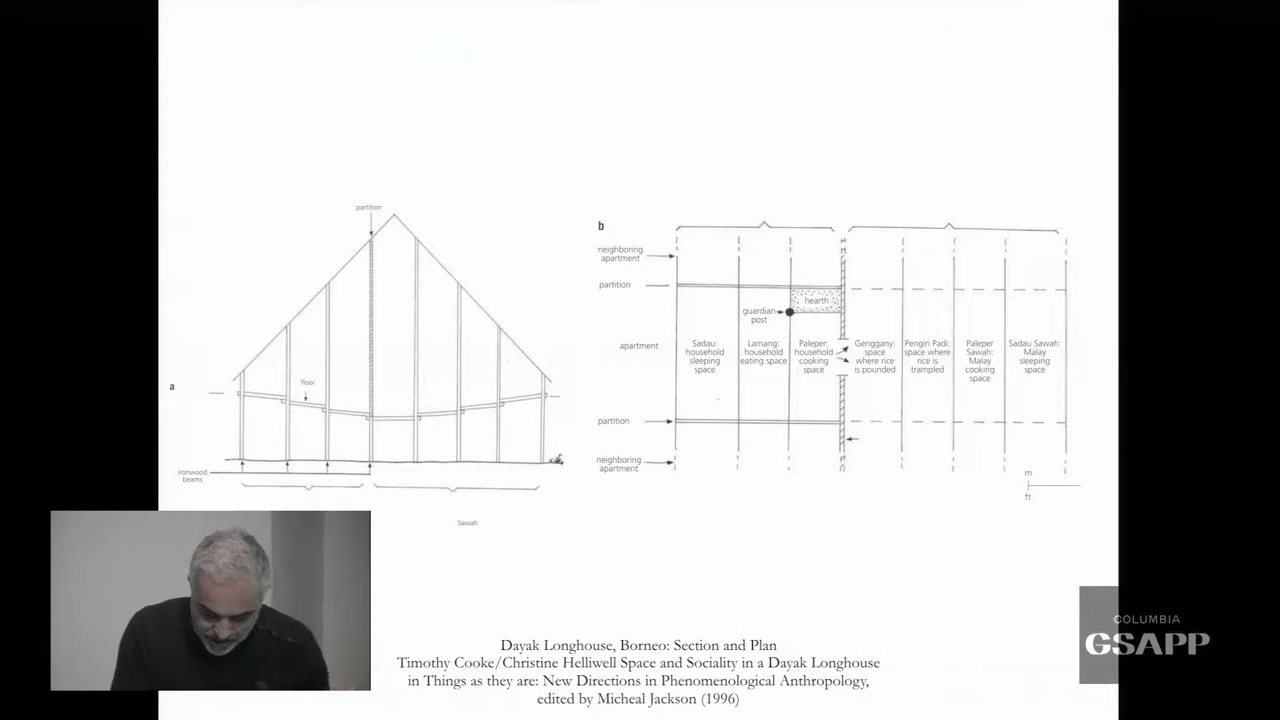 partition
floor
a
ironwood
beams
Sawah
b
neighboring
apartment
partition
hearth
guardian
post
apartment
Sadau:
household
sleeping
space
Lamang:
household
eating space
Paleper:
household
cooking
space
Genggany:
space
where rice
is pounded
Pengiri Padi:
space where
rice is
trampled
Paleper
Sawah:
Malay
cooking
space
Sadau Sawah:
Malay
sleeping
space
partition
neighboring
apartment
m
ft
COLUMBIA
GSAPP
Dayak Longhouse, Borneo: Section and Plan
Timothy Cooke/Christine Helliwell Space and Sociality in a Dayak Longhouse
in Things as they are: New Directions in Phenomenological Anthropology,
edited by Micheal Jackson (1996)